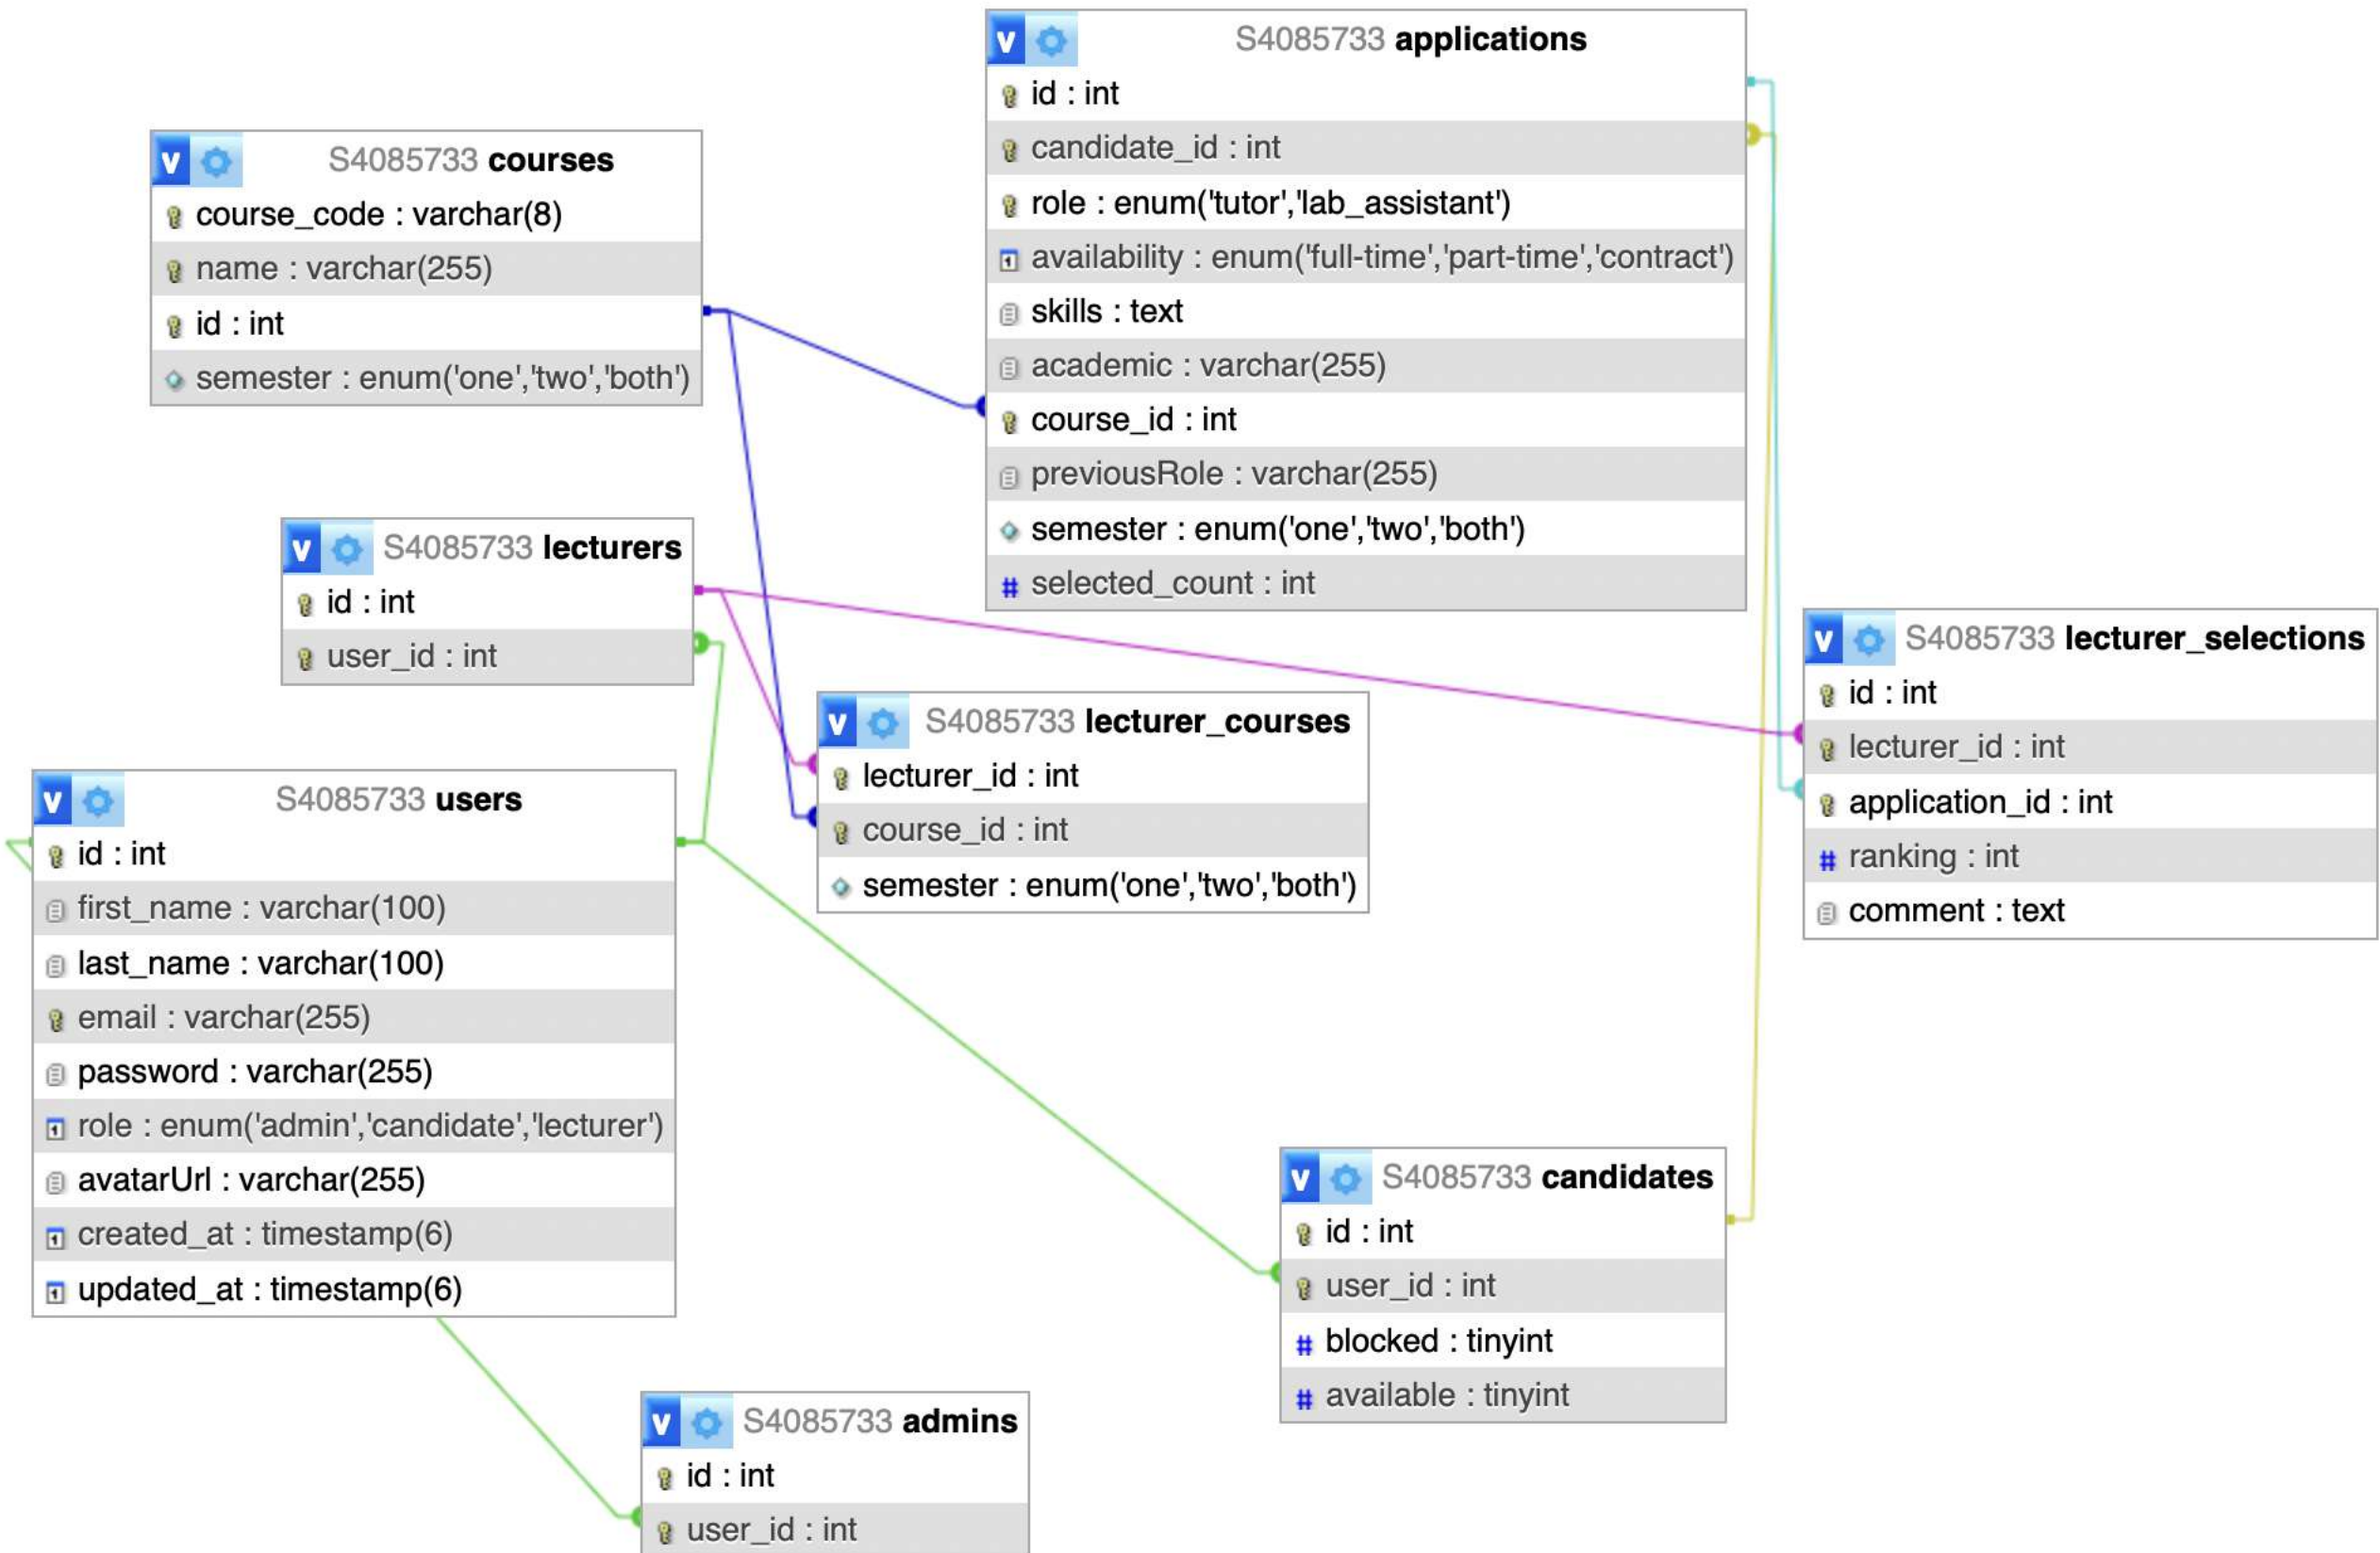 S4085733 courses
course_code : varchar(8)
name : varchar(255)
id : int
semester : enum('one','two','both')
S4085733 applications
id : int
candidate_id : int
role : enum('tutor','lab_assistant')
availability : enum('full-time','part-time','contract')
skills : text
academic : varchar(255)
course_id : int
previousRole : varchar(255)
semester : enum('one','two','both')
selected_count : int
S4085733 lecturers
id : int
user_id : int
S4085733 lecturer_courses
lecturer_id : int
course_id : int
semester : enum('one','two','both')
S4085733 lecturer_selections
id : int
lecturer_id : int
application_id : int
ranking : int
comment : text
S4085733 users
id : int
first_name : varchar(100)
last_name : varchar(100)
email : varchar(255)
password : varchar(255)
role : enum('admin','candidate','lecturer')
avatarUrl : varchar(255)
created_at : timestamp(6)
updated_at : timestamp(6)
S4085733 candidates
id : int
user_id : int
blocked : tinyint
available : tinyint
S4085733 admins
id : int
user_id : int